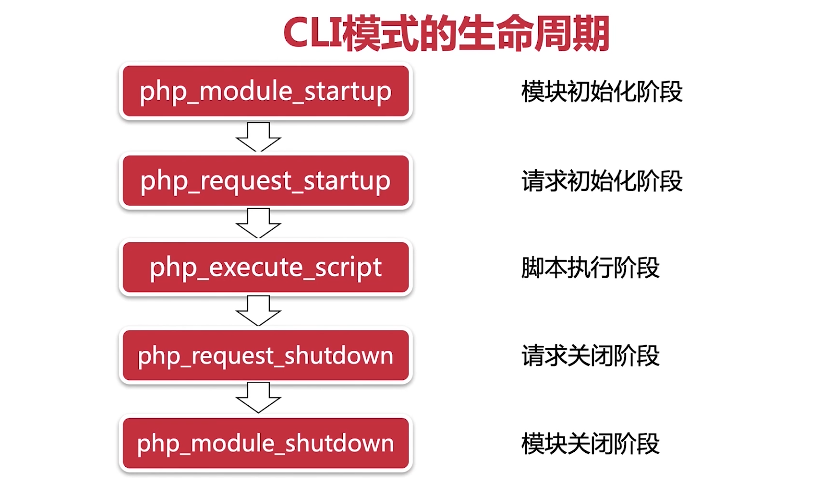 CLI模式的生命周期
php_module_startup 模块初始化阶段
php_request_startup 请求初始化阶段
php_execute_script 脚本执行阶段
php_request_shutdown 请求关闭阶段
php_module_shutdown 模块关闭阶段